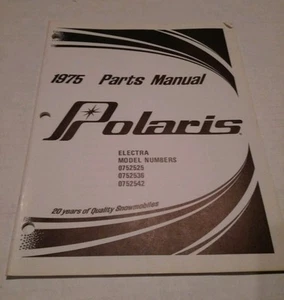 1975 Parts Manual
Polaris
ELECTRA
MODEL NUMBERS
0752525
0752536
0752542
20 years of Quality Snowmobiles